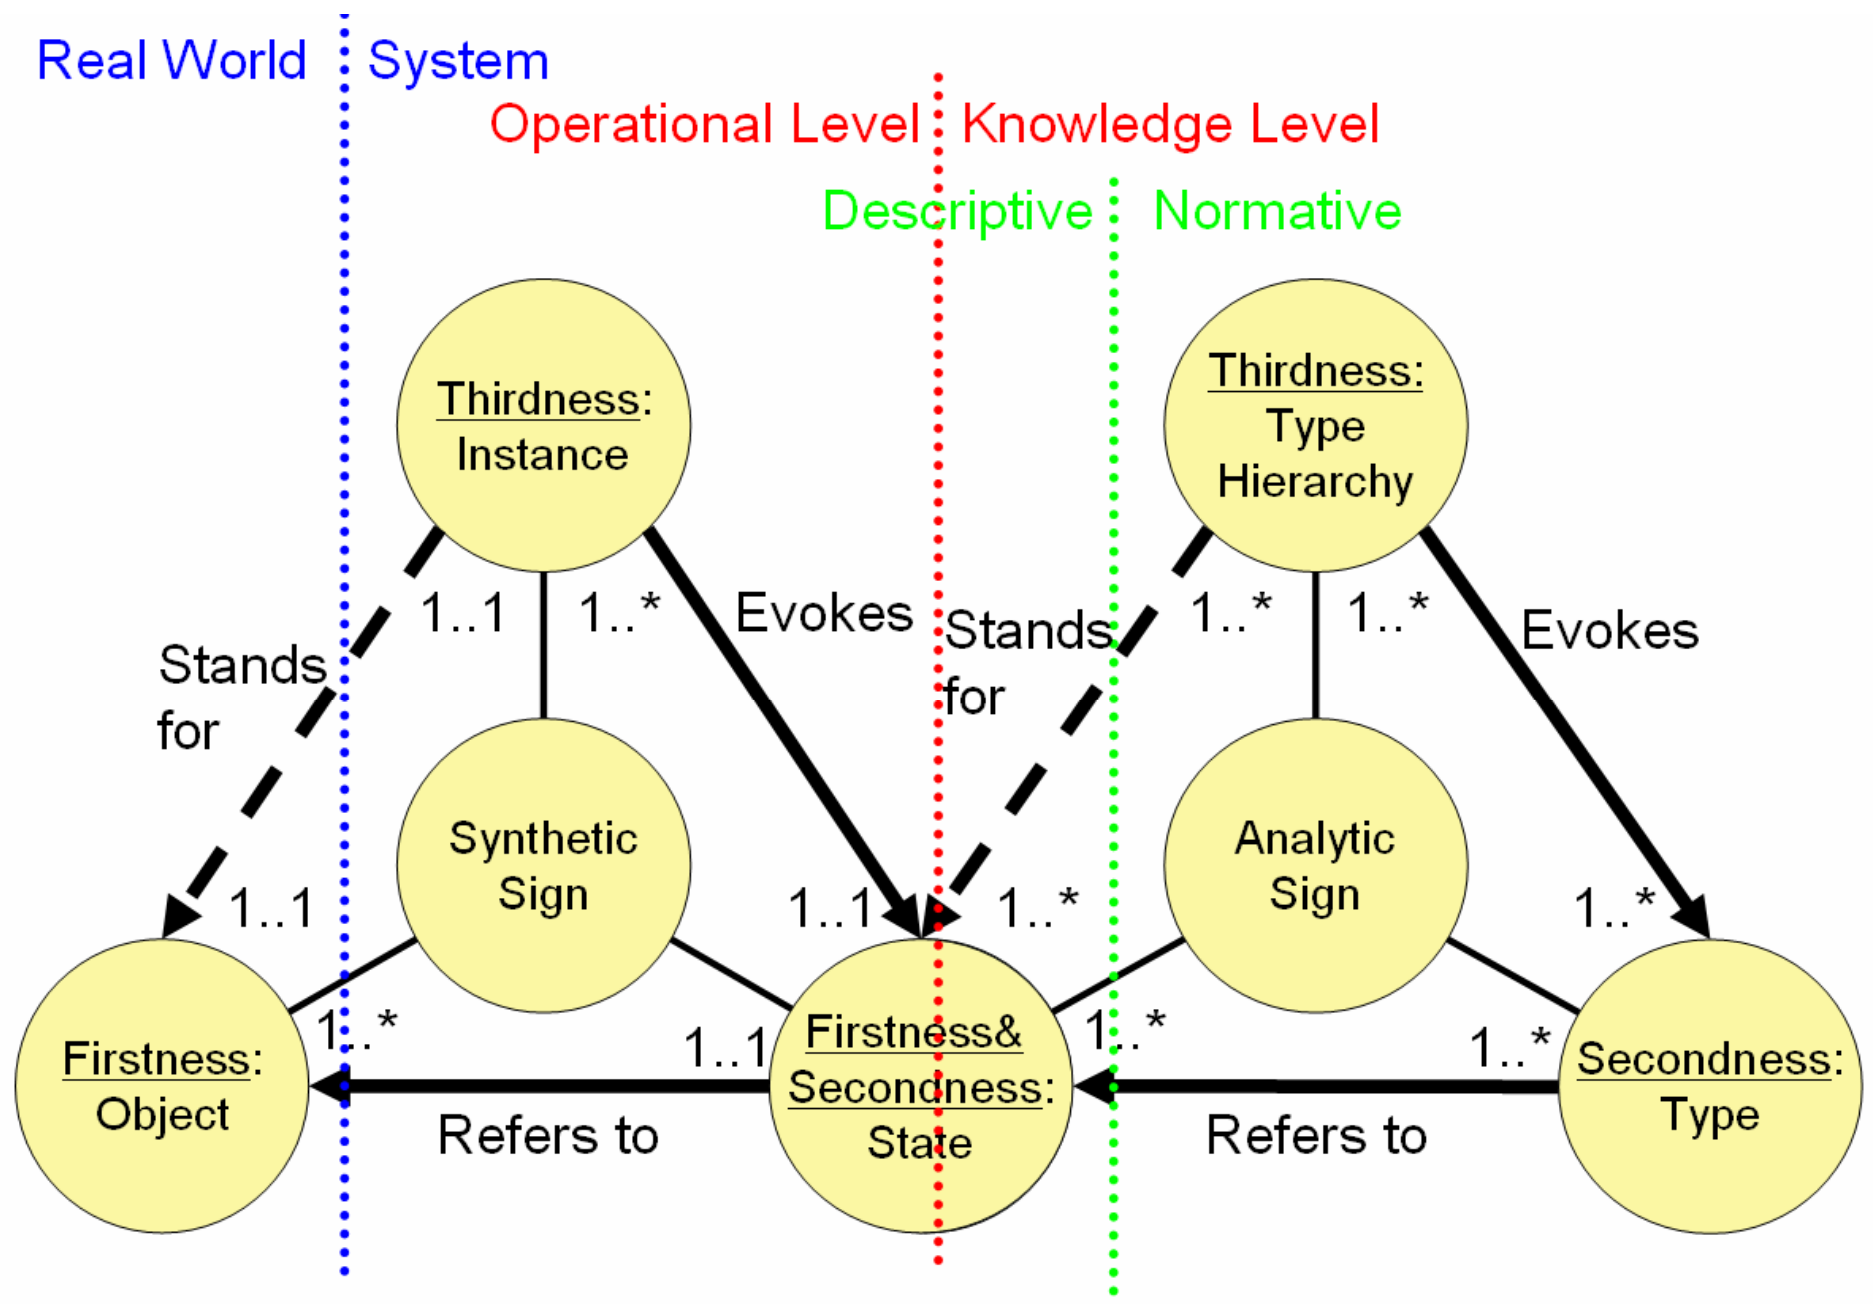 Real World
System
Operational Level
Knowledge Level
Descriptive
Normative
Thirdness:
Instance
Thirdness:
Type
Hierarchy
1..1
1..*
Evokes
Stands
for
1..*
1..*
Evokes
Stands
for
Synthetic
Sign
Analytic
Sign
1..1
1..1
1..*
1..*
1..*
1..1
1..*
1..*
Firstness:
Object
Firstness&
Secondness:
State
Secondness:
Type
Refers to
Refers to